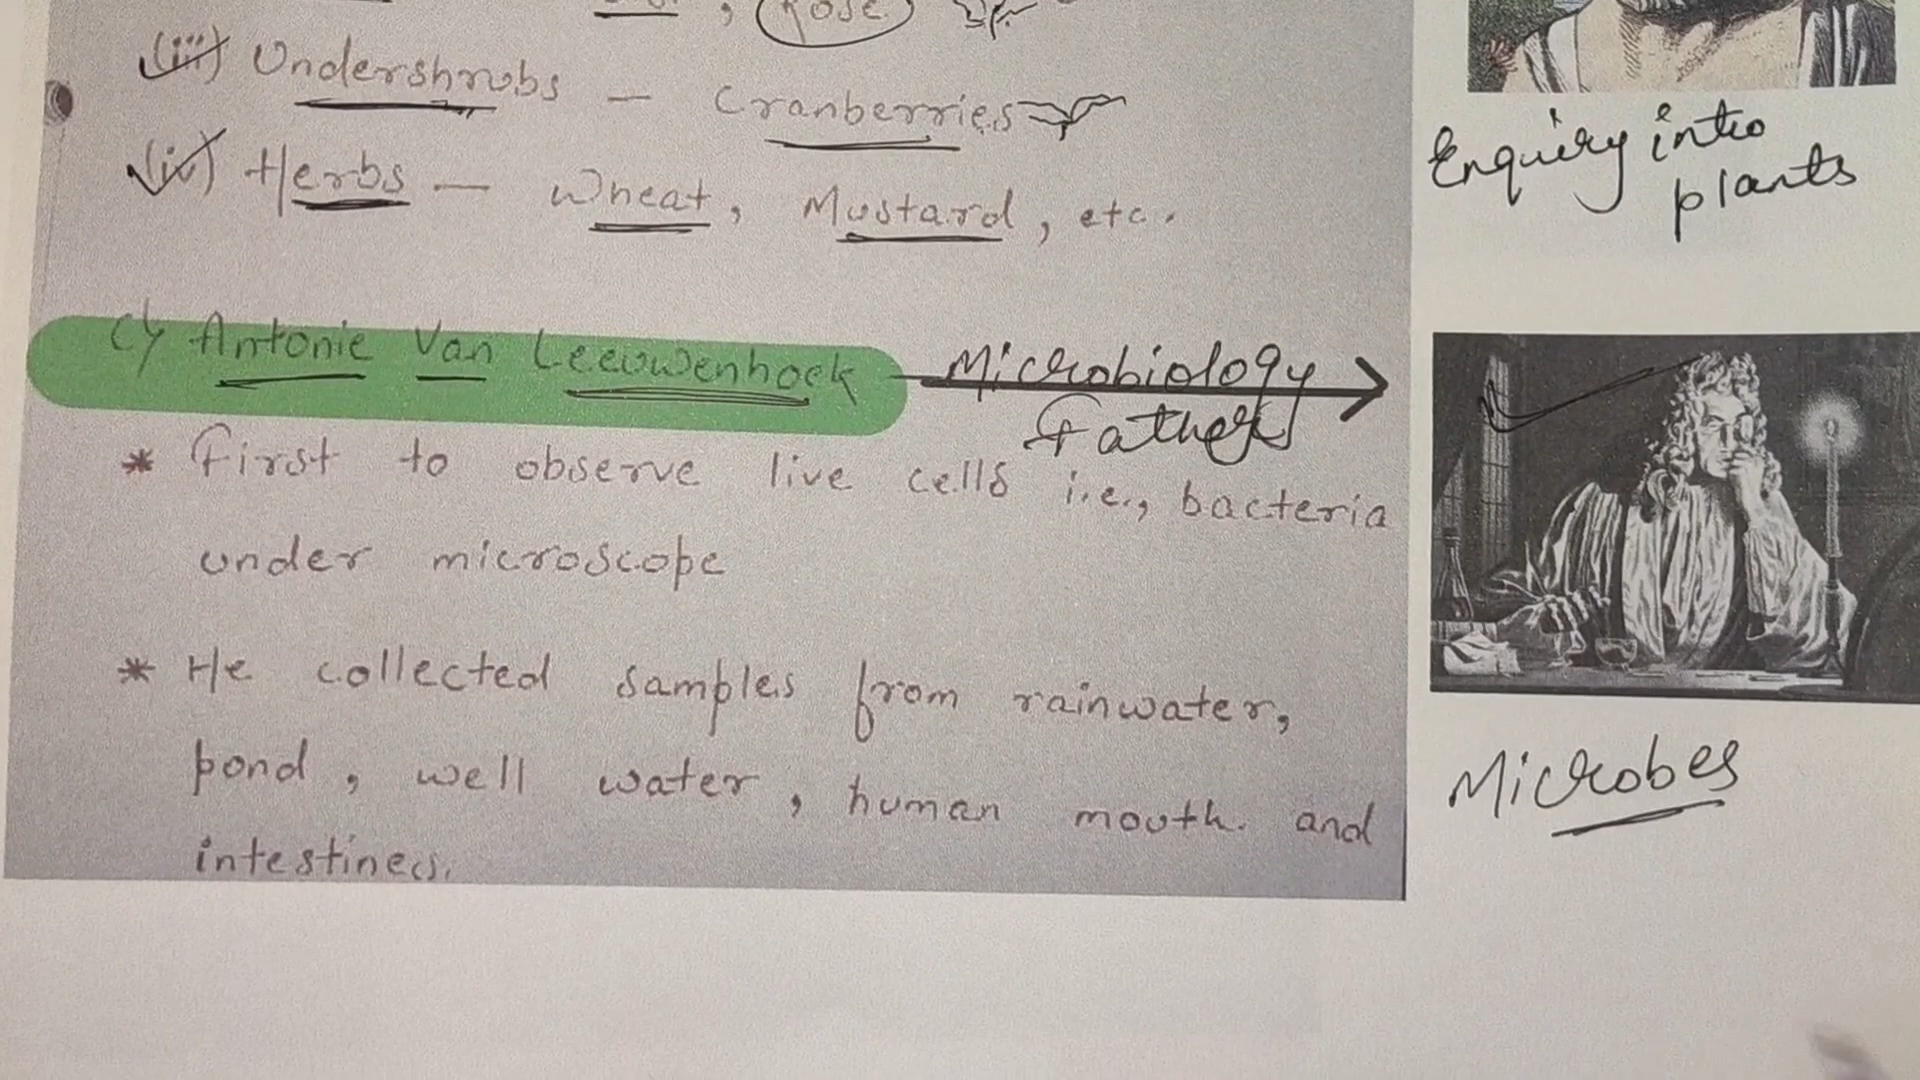 Rose
(iii) Undershrubs — Cranberries
(iv) Herbs — Wheat, Mustard, etc.
Enquiry into
plants
C) Antonie Van Leeuwenhoek
Microbiology
Father
* First to observe live cells i.e., bacteria
under microscope
* He collected samples from rainwater,
pond, well water, human mouth and
intestines.
Microbes